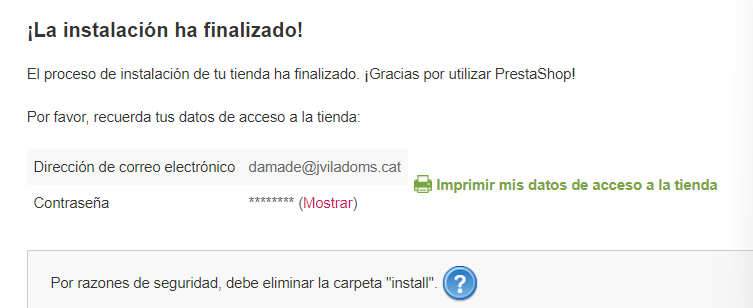 ¡La instalación ha finalizado!
El proceso de instalación de tu tienda ha finalizado. ¡Gracias por utilizar PrestaShop!
Por favor, recuerda tus datos de acceso a la tienda:
Dirección de correo electrónico damade@jviladoms.cat
Imprimir mis datos de acceso a la tienda
Contraseña ******** (Mostrar)
Por razones de seguridad, debe eliminar la carpeta "install". ?